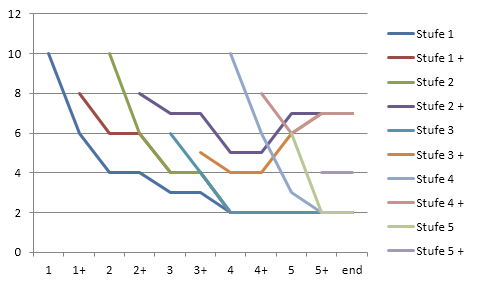 12
10
8
6
4
2
0
1 1+ 2 2+ 3 3+ 4 4+ 5 5+ end
Stufe 1
Stufe 1 +
Stufe 2
Stufe 2 +
Stufe 3
Stufe 3 +
Stufe 4
Stufe 4 +
Stufe 5
Stufe 5 +